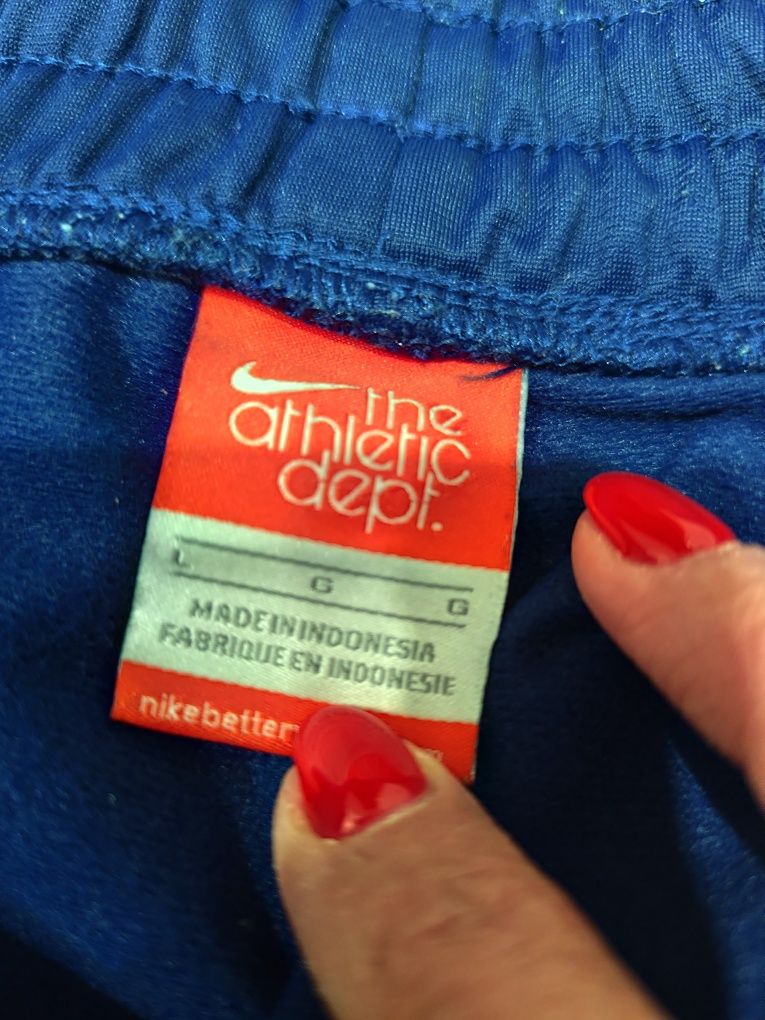 the
athletic
dept.
L G G
MADE IN INDONESIA
FABRIQUE EN INDONESIE